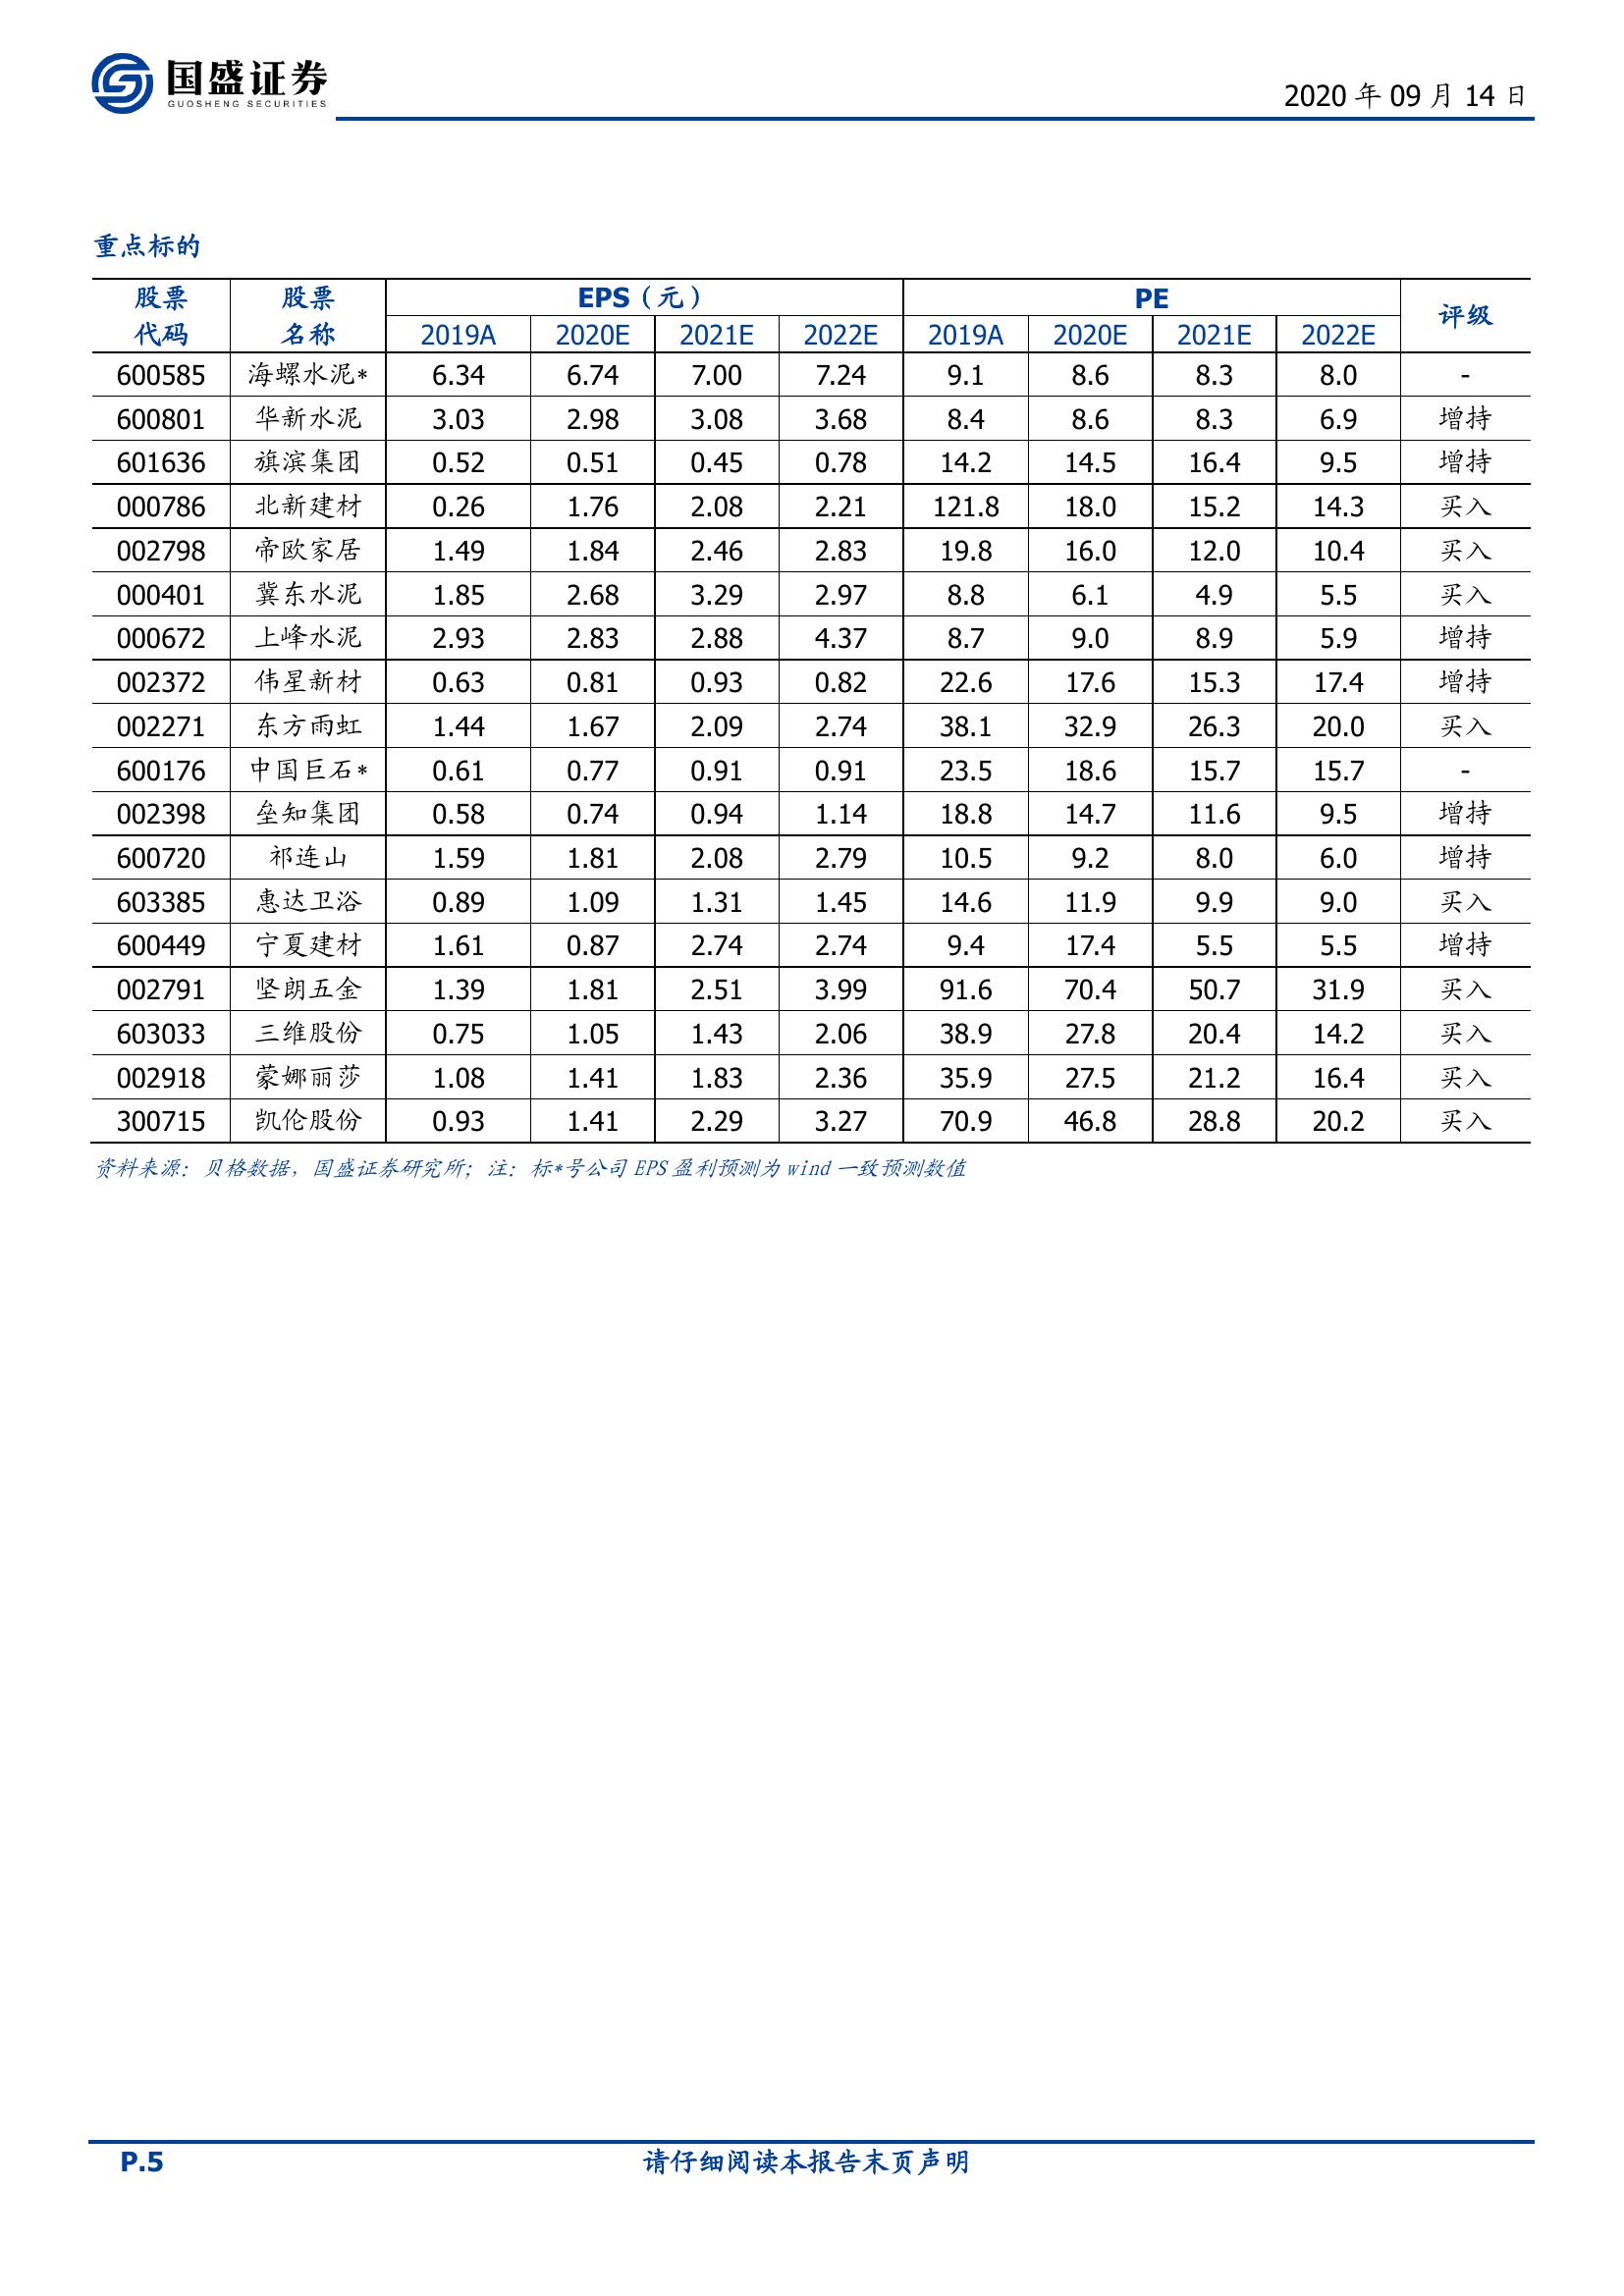 国盛证券
GUOSHENG SECURITIES
2020 年 09 月 14 日
重点标的
股票代码 股票名称 EPS（元） PE 评级
2019A 2020E 2021E 2022E 2019A 2020E 2021E 2022E
600585 海螺水泥* 6.34 6.74 7.00 7.24 9.1 8.6 8.3 8.0 -
600801 华新水泥 3.03 2.98 3.08 3.68 8.4 8.6 8.3 6.9 增持
601636 旗滨集团 0.52 0.51 0.45 0.78 14.2 14.5 16.4 9.5 增持
000786 北新建材 0.26 1.76 2.08 2.21 121.8 18.0 15.2 14.3 买入
002798 帝欧家居 1.49 1.84 2.46 2.83 19.8 16.0 12.0 10.4 买入
000401 冀东水泥 1.85 2.68 3.29 2.97 8.8 6.1 4.9 5.5 买入
000672 上峰水泥 2.93 2.83 2.88 4.37 8.7 9.0 8.9 5.9 增持
002372 伟星新材 0.63 0.81 0.93 0.82 22.6 17.6 15.3 17.4 增持
002271 东方雨虹 1.44 1.67 2.09 2.74 38.1 32.9 26.3 20.0 买入
600176 中国巨石* 0.61 0.77 0.91 0.91 23.5 18.6 15.7 15.7 -
002398 垒知集团 0.58 0.74 0.94 1.14 18.8 14.7 11.6 9.5 增持
600720 祁连山 1.59 1.81 2.08 2.79 10.5 9.2 8.0 6.0 增持
603385 惠达卫浴 0.89 1.09 1.31 1.45 14.6 11.9 9.9 9.0 买入
600449 宁夏建材 1.61 0.87 2.74 2.74 9.4 17.4 5.5 5.5 增持
002791 坚朗五金 1.39 1.81 2.51 3.99 91.6 70.4 50.7 31.9 买入
603033 三维股份 0.75 1.05 1.43 2.06 38.9 27.8 20.4 14.2 买入
002918 蒙娜丽莎 1.08 1.41 1.83 2.36 35.9 27.5 21.2 16.4 买入
300715 凯伦股份 0.93 1.41 2.29 3.27 70.9 46.8 28.8 20.2 买入
资料来源：贝格数据，国盛证券研究所；注：标*号公司 EPS 盈利预测为 wind 一致预测数值
P.5 请仔细阅读本报告末页声明